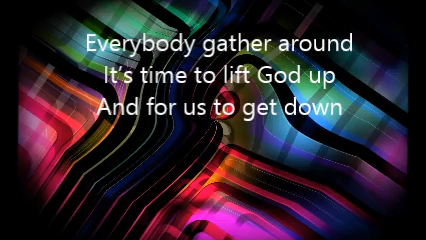 Everybody gather around
It’s time to lift God up
And for us to get down